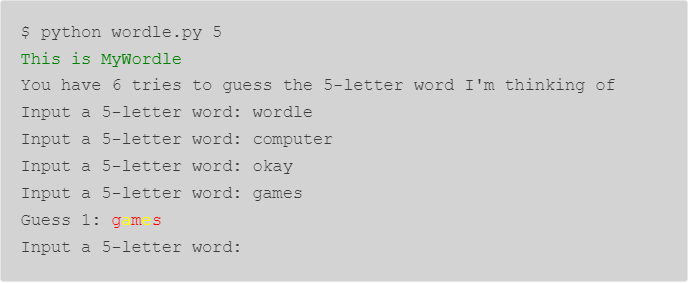 $ python wordle.py 5
This is MyWordle
You have 6 tries to guess the 5-letter word I'm thinking of
Input a 5-letter word: wordle
Input a 5-letter word: computer
Input a 5-letter word: okay
Input a 5-letter word: games
Guess 1: games
Input a 5-letter word: